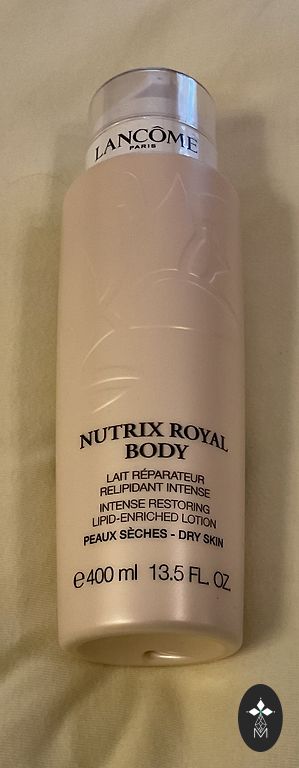 LANCÔME
PARIS
NUTRIX ROYAL
BODY
LAIT RÉPARATEUR
RELIPIDANT INTENSE
INTENSE RESTORING
LIPID-ENRICHED LOTION
PEAUX SÈCHES - DRY SKIN
℮400 ml 13.5 FL. OZ.
M